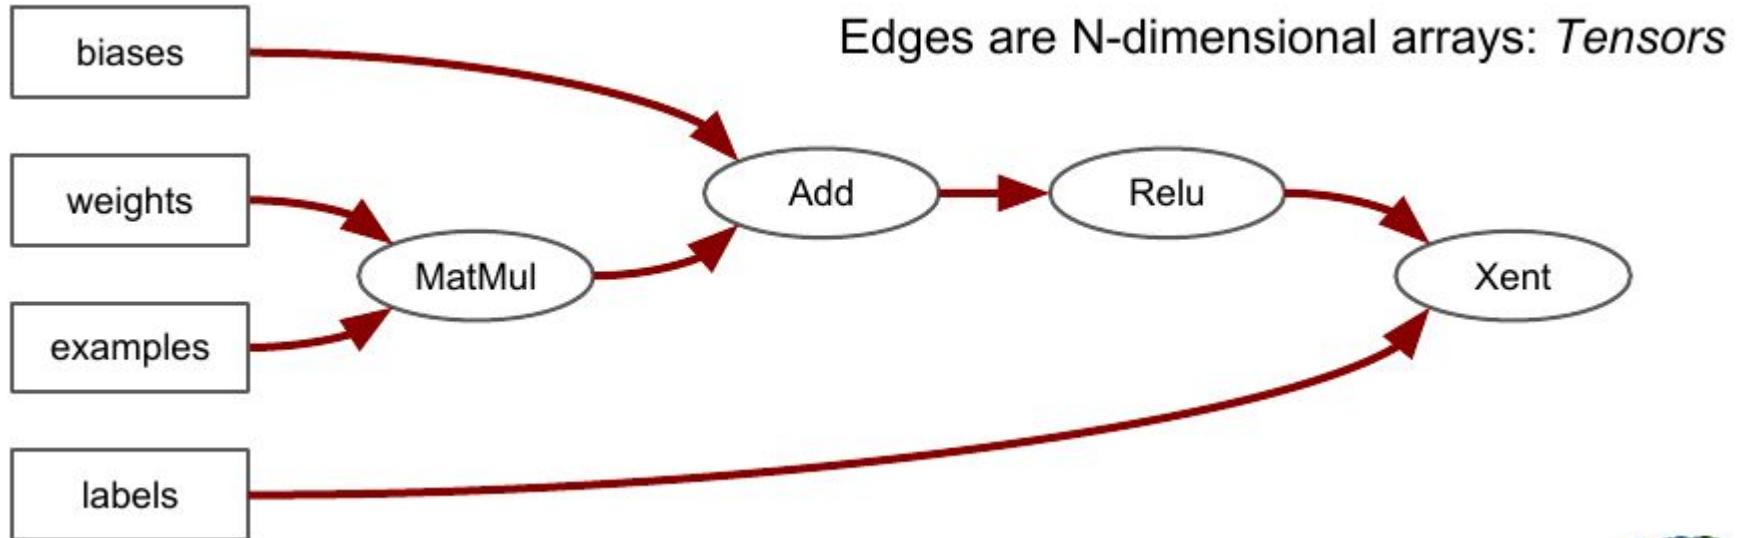 Edges are N-dimensional arrays: Tensors
biases
weights
examples
labels
MatMul
Add
Relu
Xent